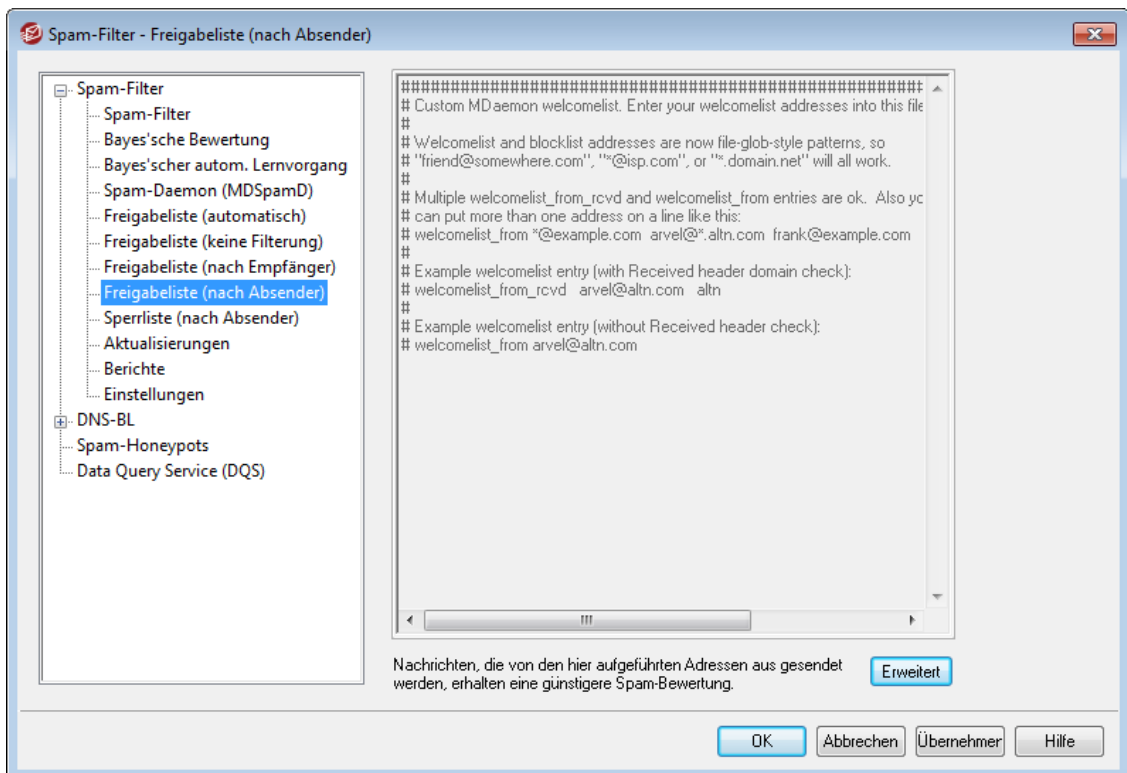 Spam-Filter - Freigabeliste (nach Absender)
Spam-Filter
Spam-Filter
Bayes'sche Bewertung
Bayes'scher autom. Lernvorgang
Spam-Daemon (MDSpamD)
Freigabeliste (automatisch)
Freigabeliste (keine Filterung)
Freigabeliste (nach Empfänger)
Freigabeliste (nach Absender)
Sperrliste (nach Absender)
Aktualisierungen
Berichte
Einstellungen
DNS-BL
Spam-Honeypots
Data Query Service (DQS)
##############################################################
# Custom MDaemon welcomelist. Enter your welcomelist addresses into this file
#
# Welcomelist and blocklist addresses are now file-glob-style patterns, so
# "friend@somewhere.com", "*@isp.com", or "*.domain.net" will all work.
#
# Multiple welcomelist_from_rcvd and welcomelist_from entries are ok. Also yo
# can put more than one address on a line like this:
# welcomelist_from *@example.com arvel@*.altn.com frank@example.com
#
# Example welcomelist entry (with Received header domain check):
# welcomelist_from_rcvd arvel@altn.com altn
#
# Example welcomelist entry (without Received header check):
# welcomelist_from arvel@altn.com
Nachrichten, die von den hier aufgeführten Adressen aus gesendet
werden, erhalten eine günstigere Spam-Bewertung.
Erweitert
OK
Abbrechen
Übernehmer
Hilfe